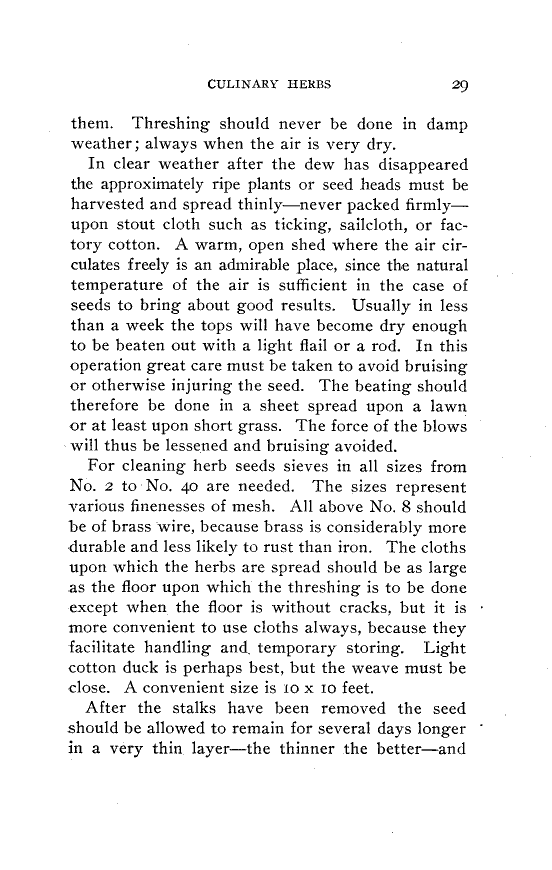 CULINARY HERBS 29
them. Threshing should never be done in damp
weather; always when the air is very dry.
In clear weather after the dew has disappeared
the approximately ripe plants or seed heads must be
harvested and spread thinly—never packed firmly—
upon stout cloth such as ticking, sailcloth, or fac-
tory cotton. A warm, open shed where the air cir-
culates freely is an admirable place, since the natural
temperature of the air is sufficient in the case of
seeds to bring about good results. Usually in less
than a week the tops will have become dry enough
to be beaten out with a light flail or a rod. In this
operation great care must be taken to avoid bruising
or otherwise injuring the seed. The beating should
therefore be done in a sheet spread upon a lawn
or at least upon short grass. The force of the blows
will thus be lessened and bruising avoided.
For cleaning herb seeds sieves in all sizes from
No. 2 to No. 40 are needed. The sizes represent
various finenesses of mesh. All above No. 8 should
be of brass wire, because brass is considerably more
durable and less likely to rust than iron. The cloths
upon which the herbs are spread should be as large
as the floor upon which the threshing is to be done
except when the floor is without cracks, but it is
more convenient to use cloths always, because they
facilitate handling and temporary storing. Light
cotton duck is perhaps best, but the weave must be
close. A convenient size is 10 x 10 feet.
After the stalks have been removed the seed
should be allowed to remain for several days longer
in a very thin layer—the thinner the better—and